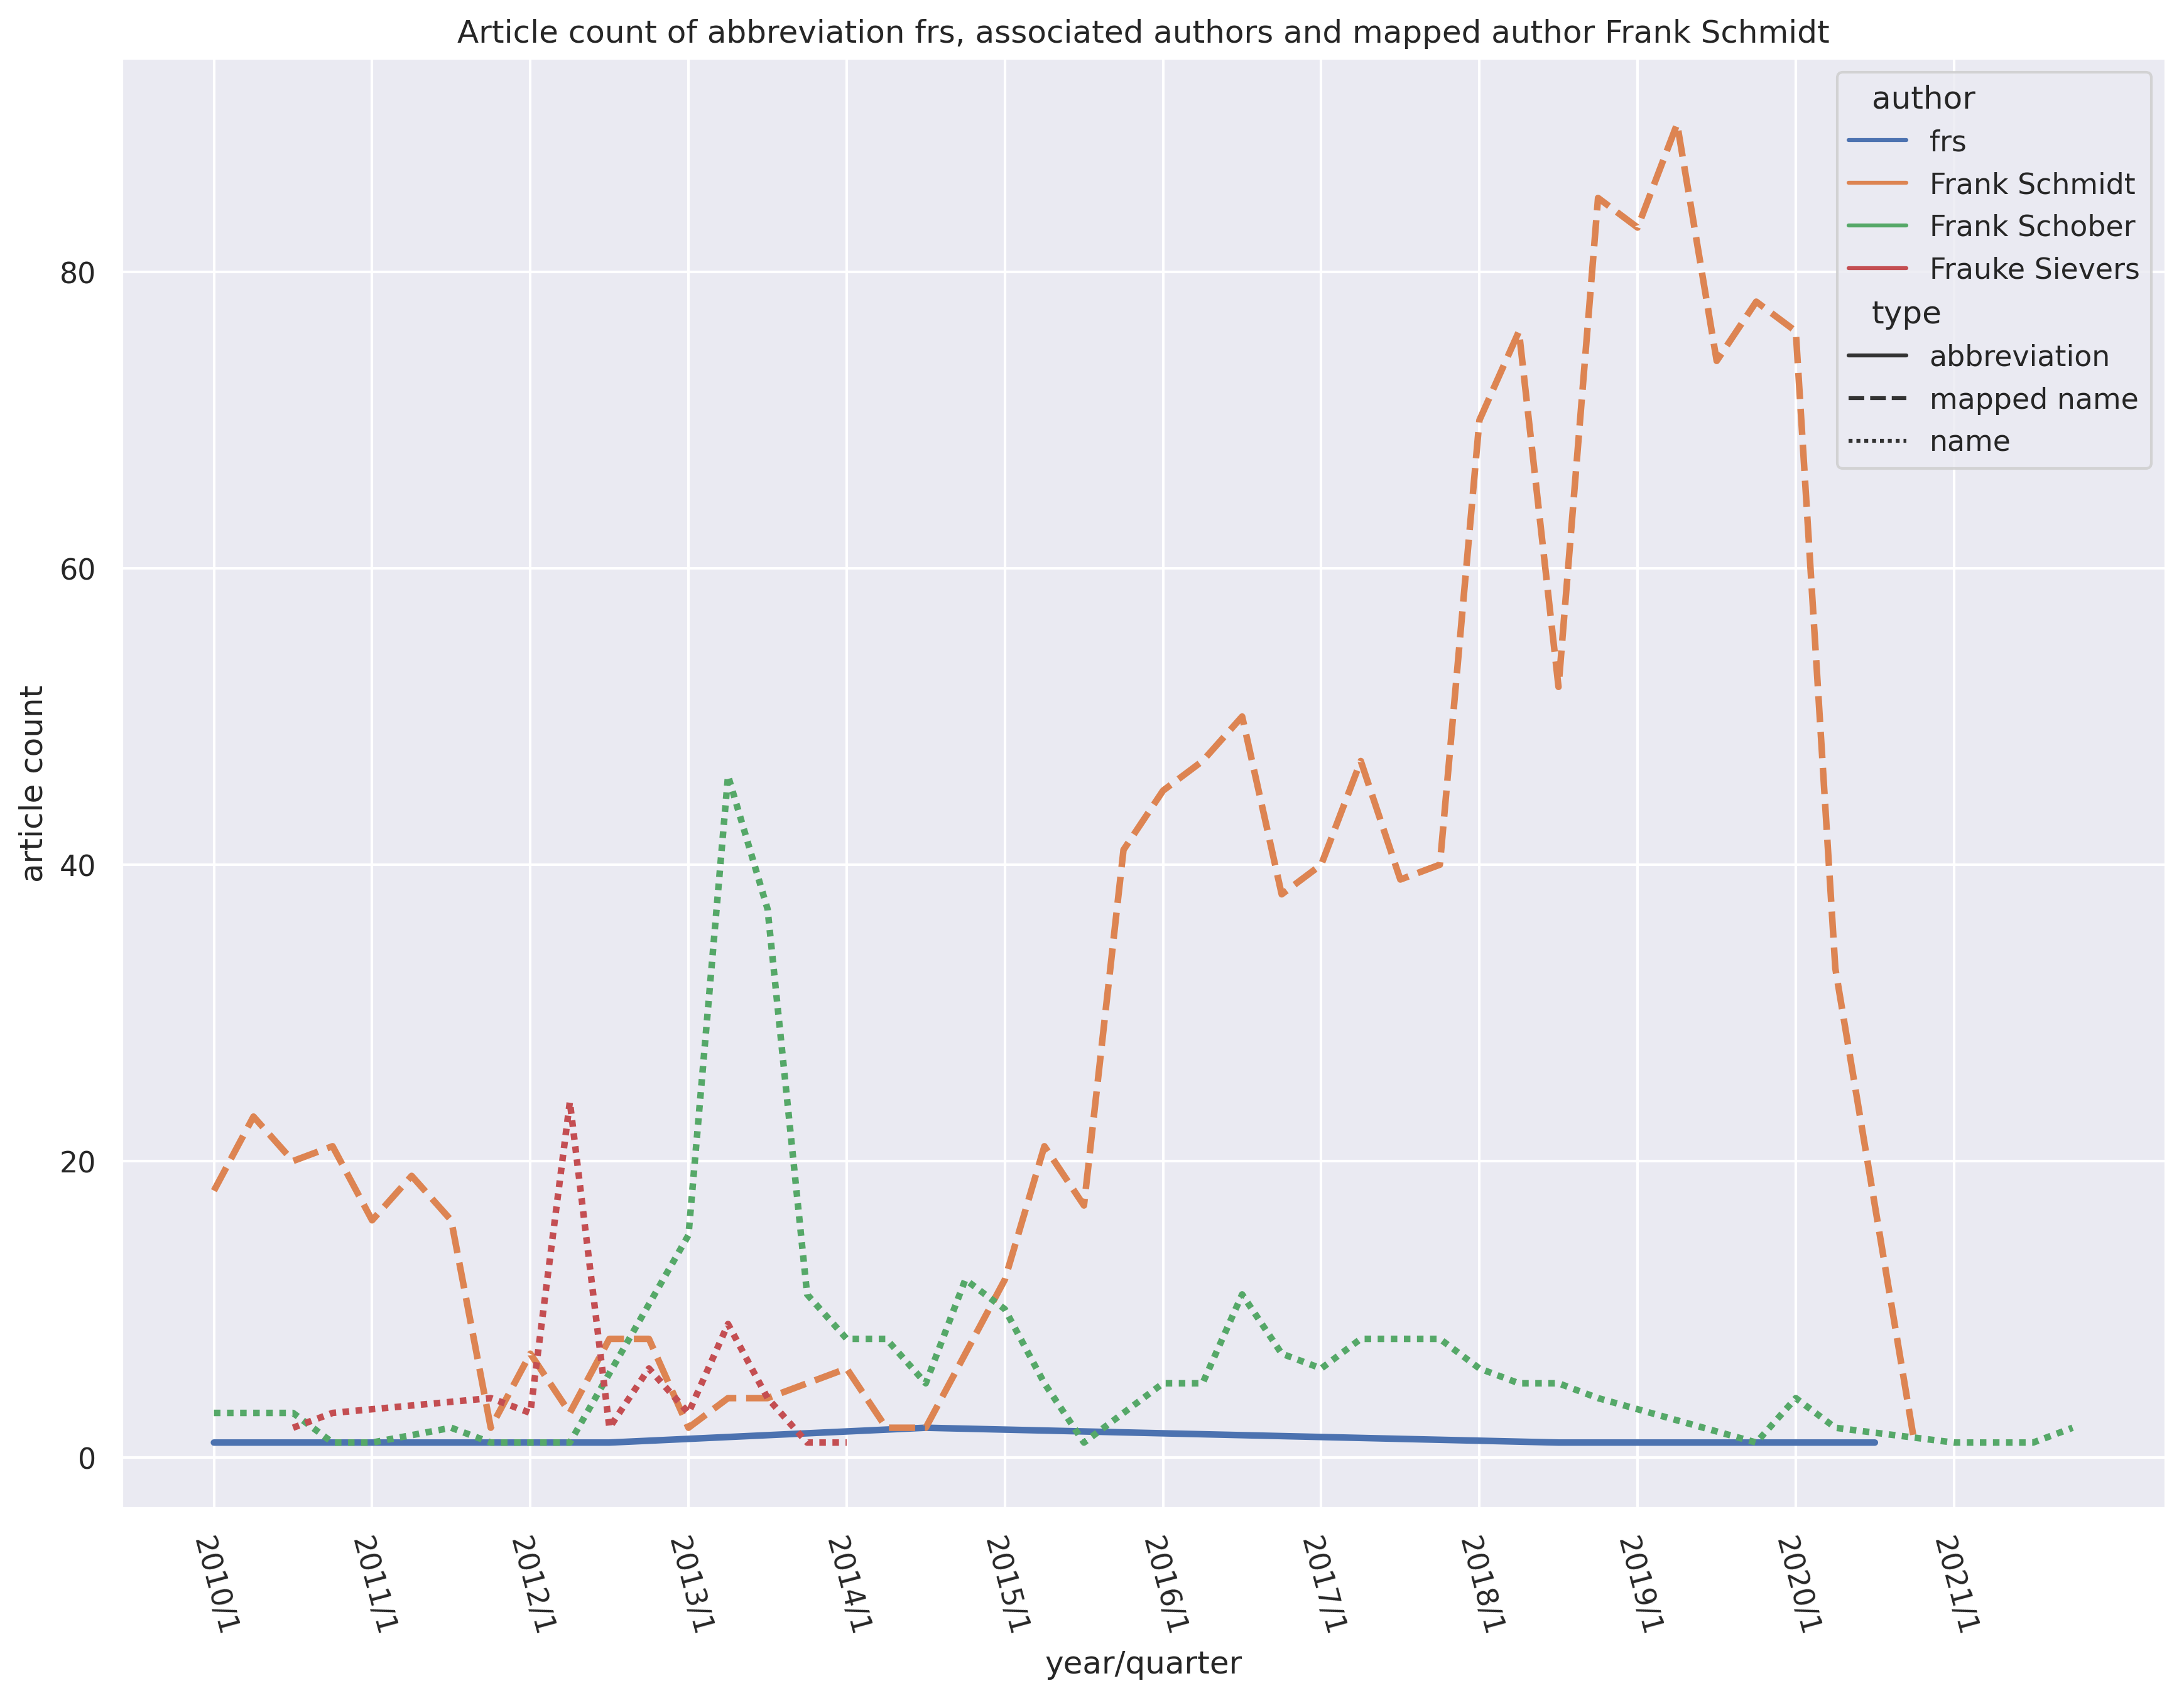 Article count of abbreviation frs, associated authors and mapped author Frank Schmidt
author
frs
Frank Schmidt
Frank Schober
Frauke Sievers
type
abbreviation
mapped name
name
article count
80
60
40
20
0
2010/1
2011/1
2012/1
2013/1
2014/1
2015/1
2016/1
2017/1
2018/1
2019/1
2020/1
2021/1
year/quarter